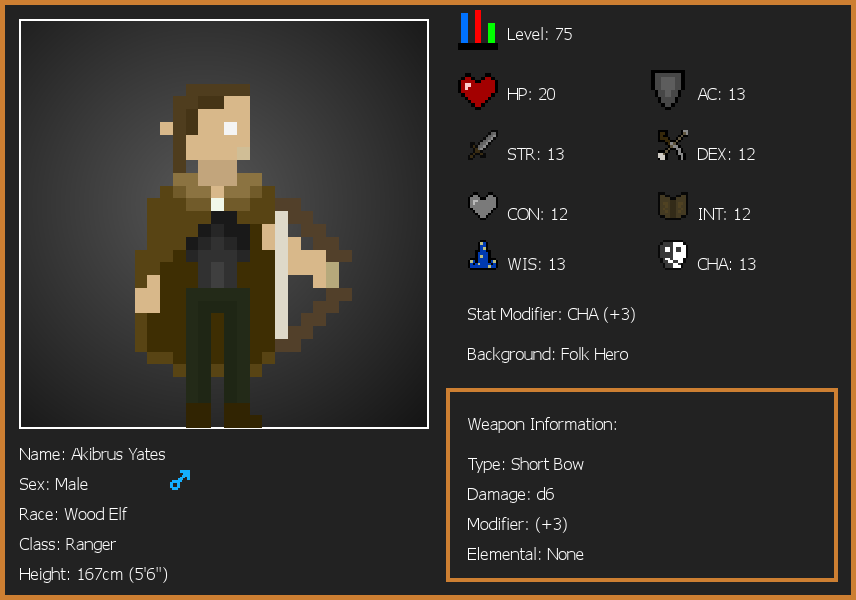 Level: 75
HP: 20
AC: 13
STR: 13
DEX: 12
CON: 12
INT: 12
WIS: 13
CHA: 13
Stat Modifier: CHA (+3)
Background: Folk Hero
Weapon Information:
Type: Short Bow
Damage: d6
Modifier: (+3)
Elemental: None
Name: Akibrus Yates
Sex: Male
Race: Wood Elf
Class: Ranger
Height: 167cm (5'6")